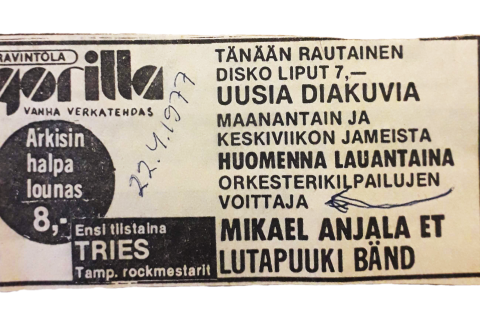 RAVINTOLA
gorilla
VANHA VERKATEHDAS
22.4.1977
Arkisin
halpa
lounas
8,-
Ensi tiistaina
TRIES
Tamp. rockmestarit
TÄNÄÄN RAUTAINEN
DISKO LIPUT 7,—
UUSIA DIAKUVIA
MAANANTAIN JA
KESKIVIIKON JAMEISTA
HUOMENNA LAUANTAINA
ORKESTERIKILPAILUJEN
VOITTAJA
MIKAEL ANJALA ET
LUTAPUUKI BÄND